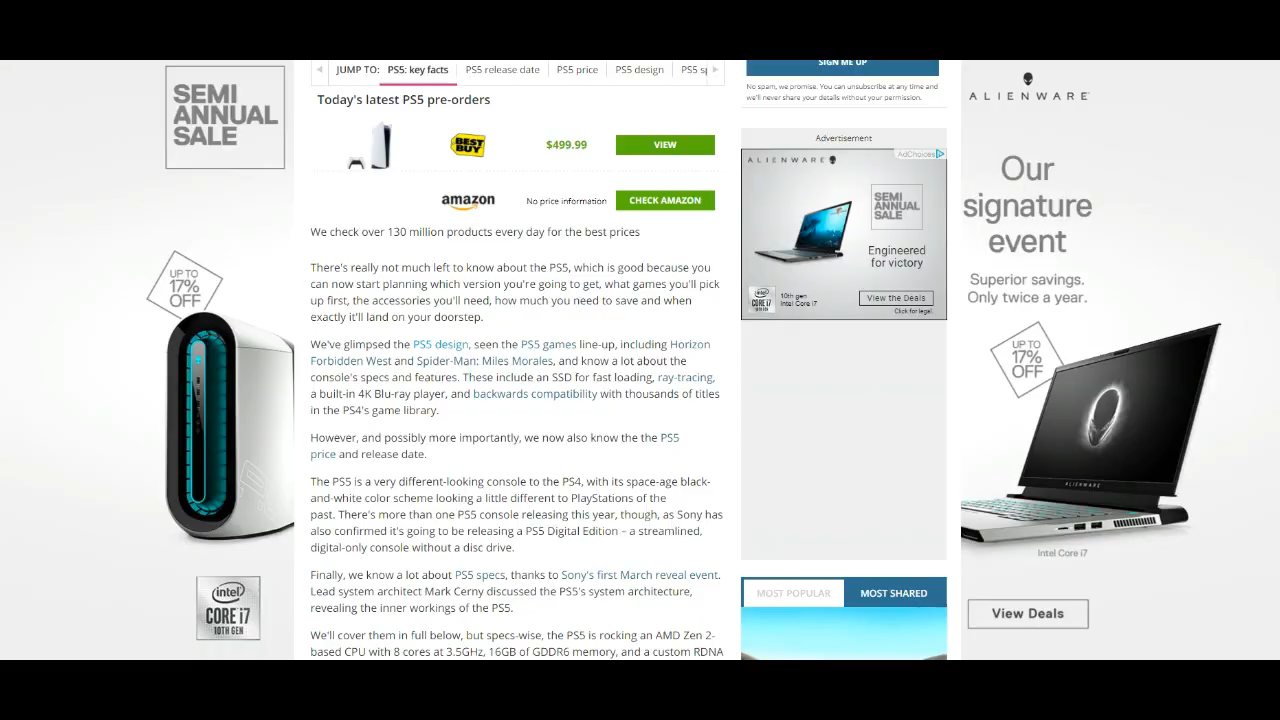 SEMI
ANNUAL
SALE
UP TO
17%
OFF
intel
CORE i7
10TH GEN
JUMP TO: PS5: key facts PS5 release date PS5 price PS5 design PS5
Today's latest PS5 pre-orders
BEST BUY $499.99 VIEW
amazon No price information CHECK AMAZON
We check over 130 million products every day for the best prices
There's really not much left to know about the PS5, which is good because you
can now start planning which version you're going to get, what games you'll pick
up first, the accessories you'll need, how much you need to save and when
exactly it'll land on your doorstep.
We've glimpsed the PS5 design, seen the PS5 games line-up, including Horizon
Forbidden West and Spider-Man: Miles Morales, and know a lot about the
console's specs and features. These include an SSD for fast loading, ray-tracing,
a built-in 4K Blu-ray player, and backwards compatibility with thousands of titles
in the PS4's game library.
However, and possibly more importantly, we now also know the the PS5
price and release date.
The PS5 is a very different-looking console to the PS4, with its space-age black-
and-white color scheme looking a little different to PlayStations of the
past. There's more than one PS5 console releasing this year, though, as Sony has
also confirmed it's going to be releasing a PS5 Digital Edition – a streamlined,
digital-only console without a disc drive.
Finally, we know a lot about PS5 specs, thanks to Sony's first March reveal event.
Lead system architect Mark Cerny discussed the PS5's system architecture,
revealing the inner workings of the PS5.
We'll cover them in full below, but specs-wise, the PS5 is rocking an AMD Zen 2-
based CPU with 8 cores at 3.5GHz, 16GB of GDDR6 memory, and a custom RDNA
SIGN ME UP
No spam, we promise. You can unsubscribe at any time and
we'll never share your details without your permission.
Advertisement
ALIENWARE AdChoices
SEMI
ANNUAL
SALE
Engineered
for victory
intel
CORE i7
10th gen
Intel Core i7
View the Deals
Click for legal.
MOST POPULAR MOST SHARED
ALIENWARE
Our
signature
event
Superior savings.
Only twice a year.
UP TO
17%
OFF
ALIENWARE
Intel Core i7
View Deals